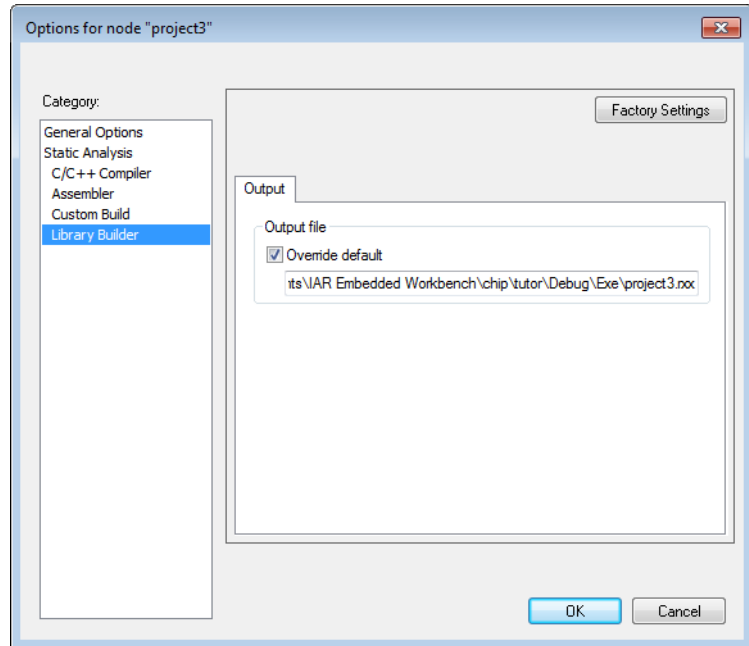 Options for node "project3"
Category:
General Options
Static Analysis
C/C++ Compiler
Assembler
Custom Build
Library Builder
Factory Settings
Output
Output file
Override default
ıts\IAR Embedded Workbench\chip\tutor\Debug\Exe\project3.rxx
OK
Cancel